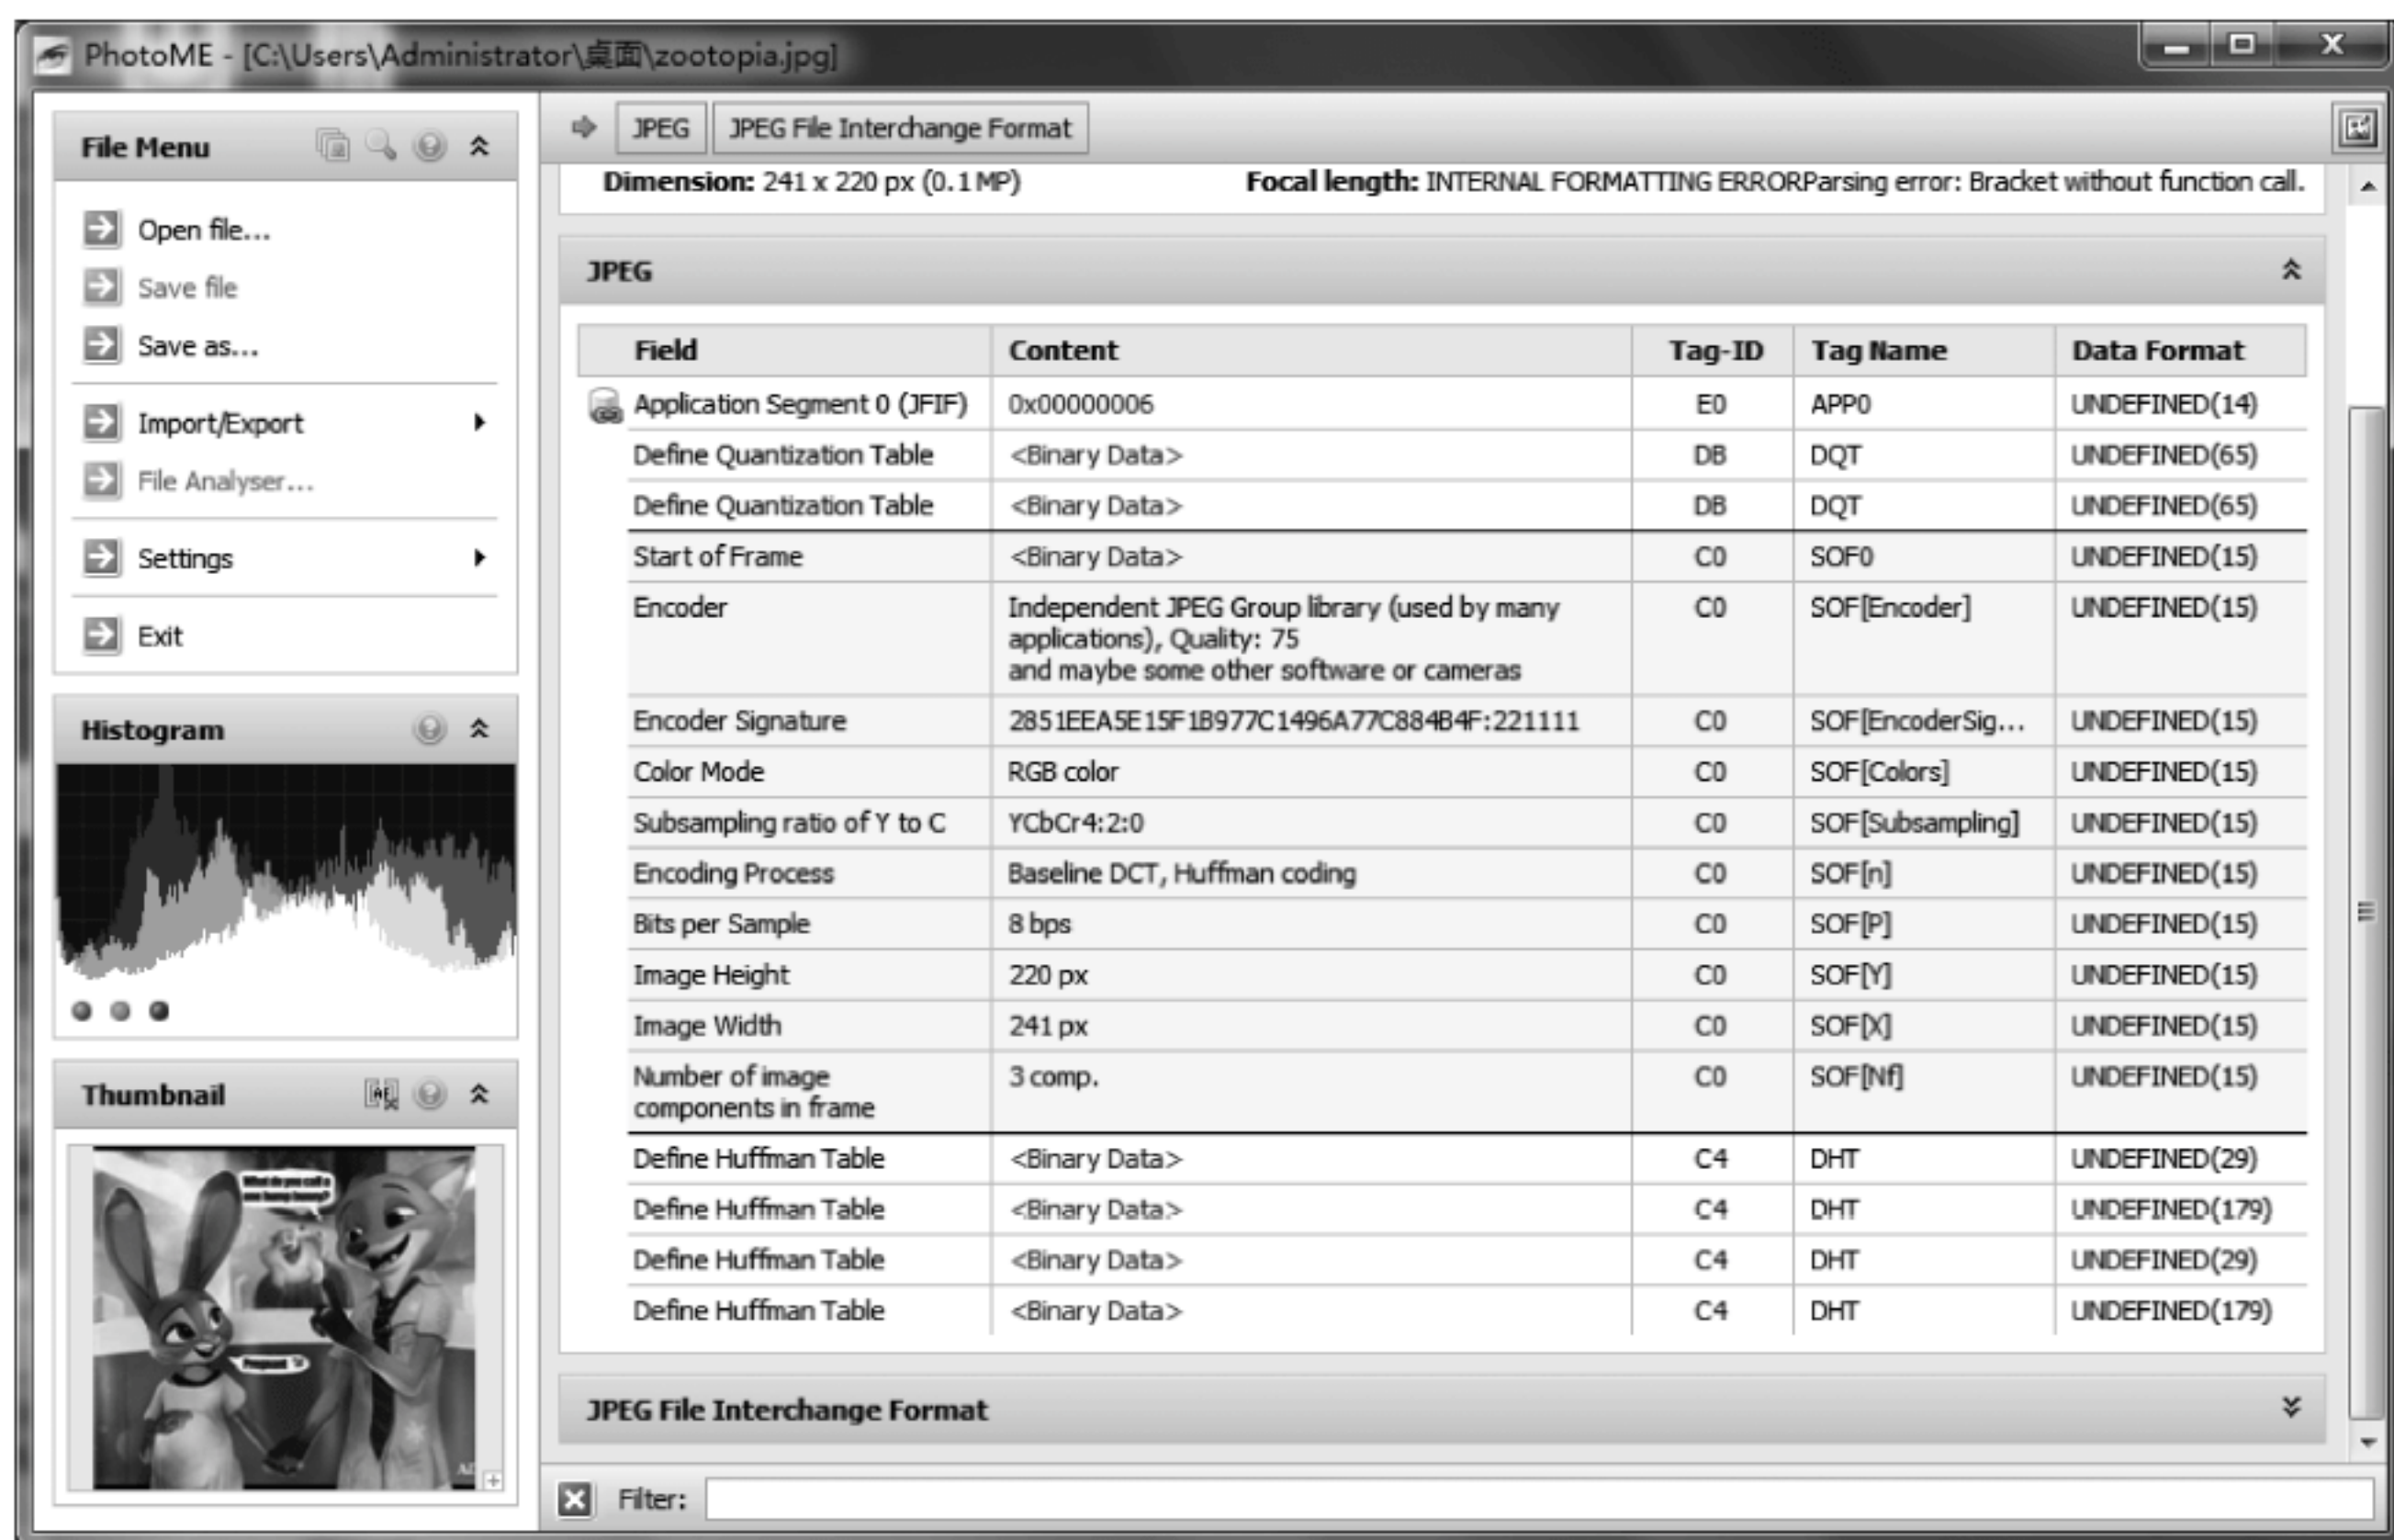 PhotoME - [C:\Users\Administrator\桌面\zootopia.jpg]
File Menu
Open file...
Save file
Save as...
Import/Export
File Analyser...
Settings
Exit
Histogram
Thumbnail
What do you call a
bunny?
JPEG JPEG File Interchange Format
Dimension: 241 x 220 px (0.1 MP) Focal length: INTERNAL FORMATTING ERRORParsing error: Bracket without function call.
JPEG
Field Content Tag-ID Tag Name Data Format
Application Segment 0 (JFIF) 0x00000006 E0 APP0 UNDEFINED(14)
Define Quantization Table <Binary Data> DB DQT UNDEFINED(65)
Define Quantization Table <Binary Data> DB DQT UNDEFINED(65)
Start of Frame <Binary Data> C0 SOF0 UNDEFINED(15)
Encoder Independent JPEG Group library (used by many C0 SOF[Encoder] UNDEFINED(15)
applications), Quality: 75
and maybe some other software or cameras
Encoder Signature 2851EEA5E15F1B977C1496A77C884B4F:221111 C0 SOF[EncoderSig... UNDEFINED(15)
Color Mode RGB color C0 SOF[Colors] UNDEFINED(15)
Subsampling ratio of Y to C YCbCr4:2:0 C0 SOF[Subsampling] UNDEFINED(15)
Encoding Process Baseline DCT, Huffman coding C0 SOF[n] UNDEFINED(15)
Bits per Sample 8 bps C0 SOF[P] UNDEFINED(15)
Image Height 220 px C0 SOF[Y] UNDEFINED(15)
Image Width 241 px C0 SOF[X] UNDEFINED(15)
Number of image 3 comp. C0 SOF[Nf] UNDEFINED(15)
components in frame
Define Huffman Table <Binary Data> C4 DHT UNDEFINED(29)
Define Huffman Table <Binary Data> C4 DHT UNDEFINED(179)
Define Huffman Table <Binary Data> C4 DHT UNDEFINED(29)
Define Huffman Table <Binary Data> C4 DHT UNDEFINED(179)
JPEG File Interchange Format
Filter: